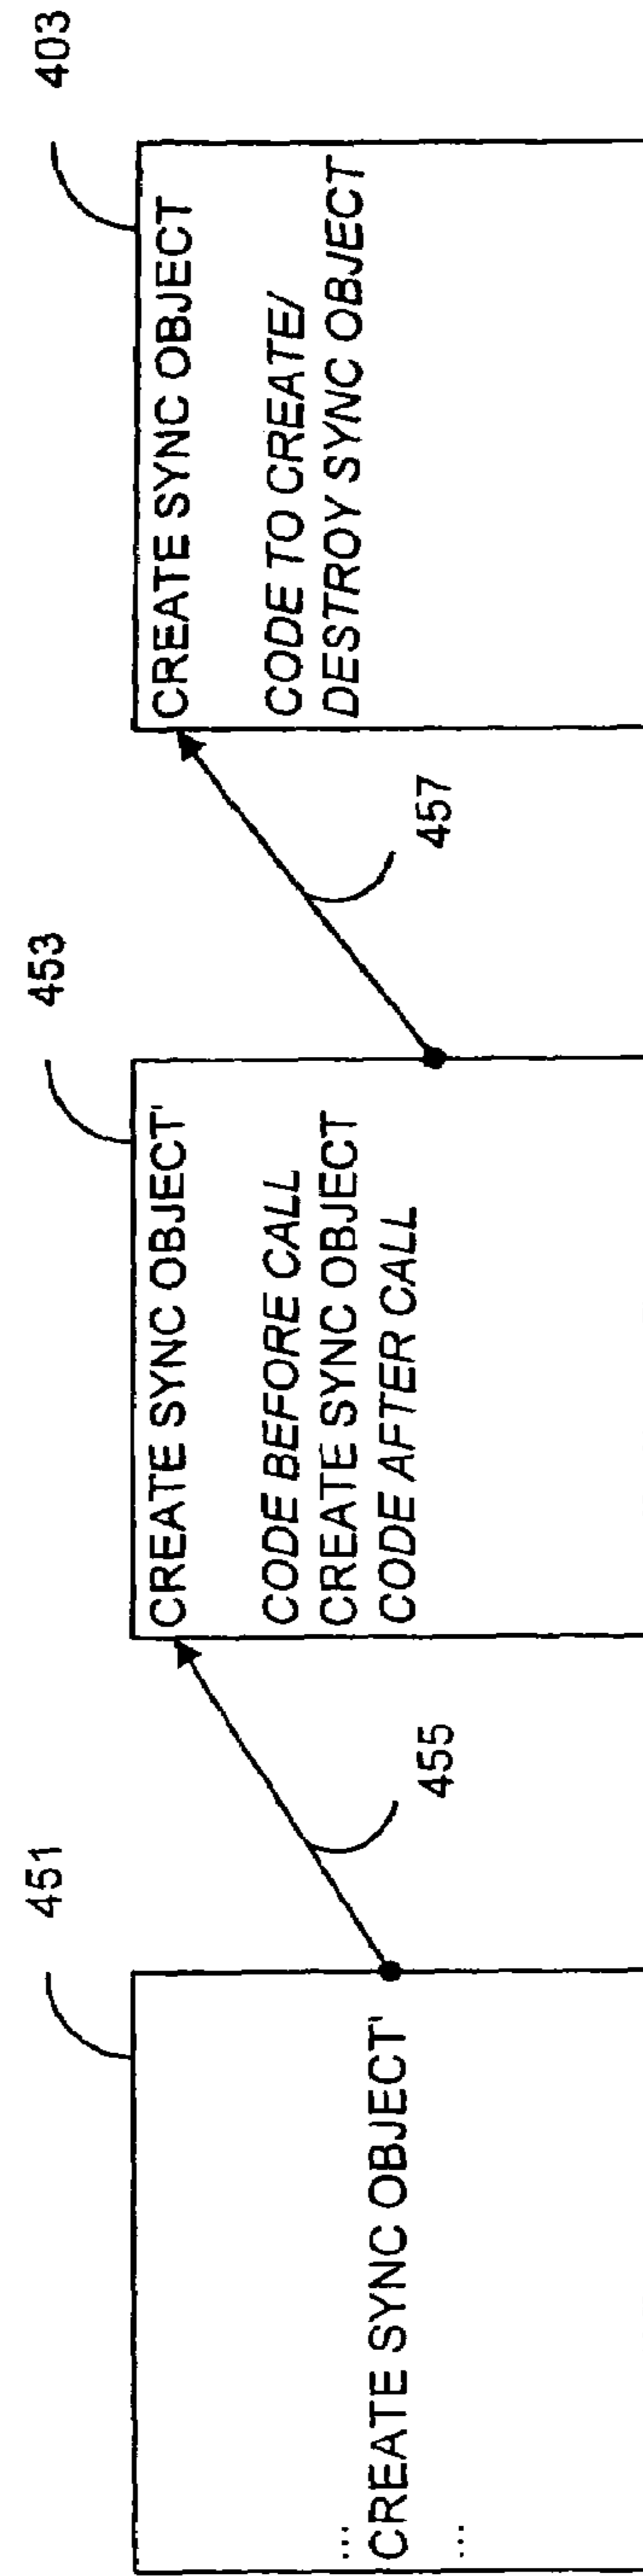 451
...
CREATE SYNC OBJECT'
...
455
453
CREATE SYNC OBJECT'
CODE BEFORE CALL
CREATE SYNC OBJECT
CODE AFTER CALL
457
403
CREATE SYNC OBJECT
CODE TO CREATE/
DESTROY SYNC OBJECT